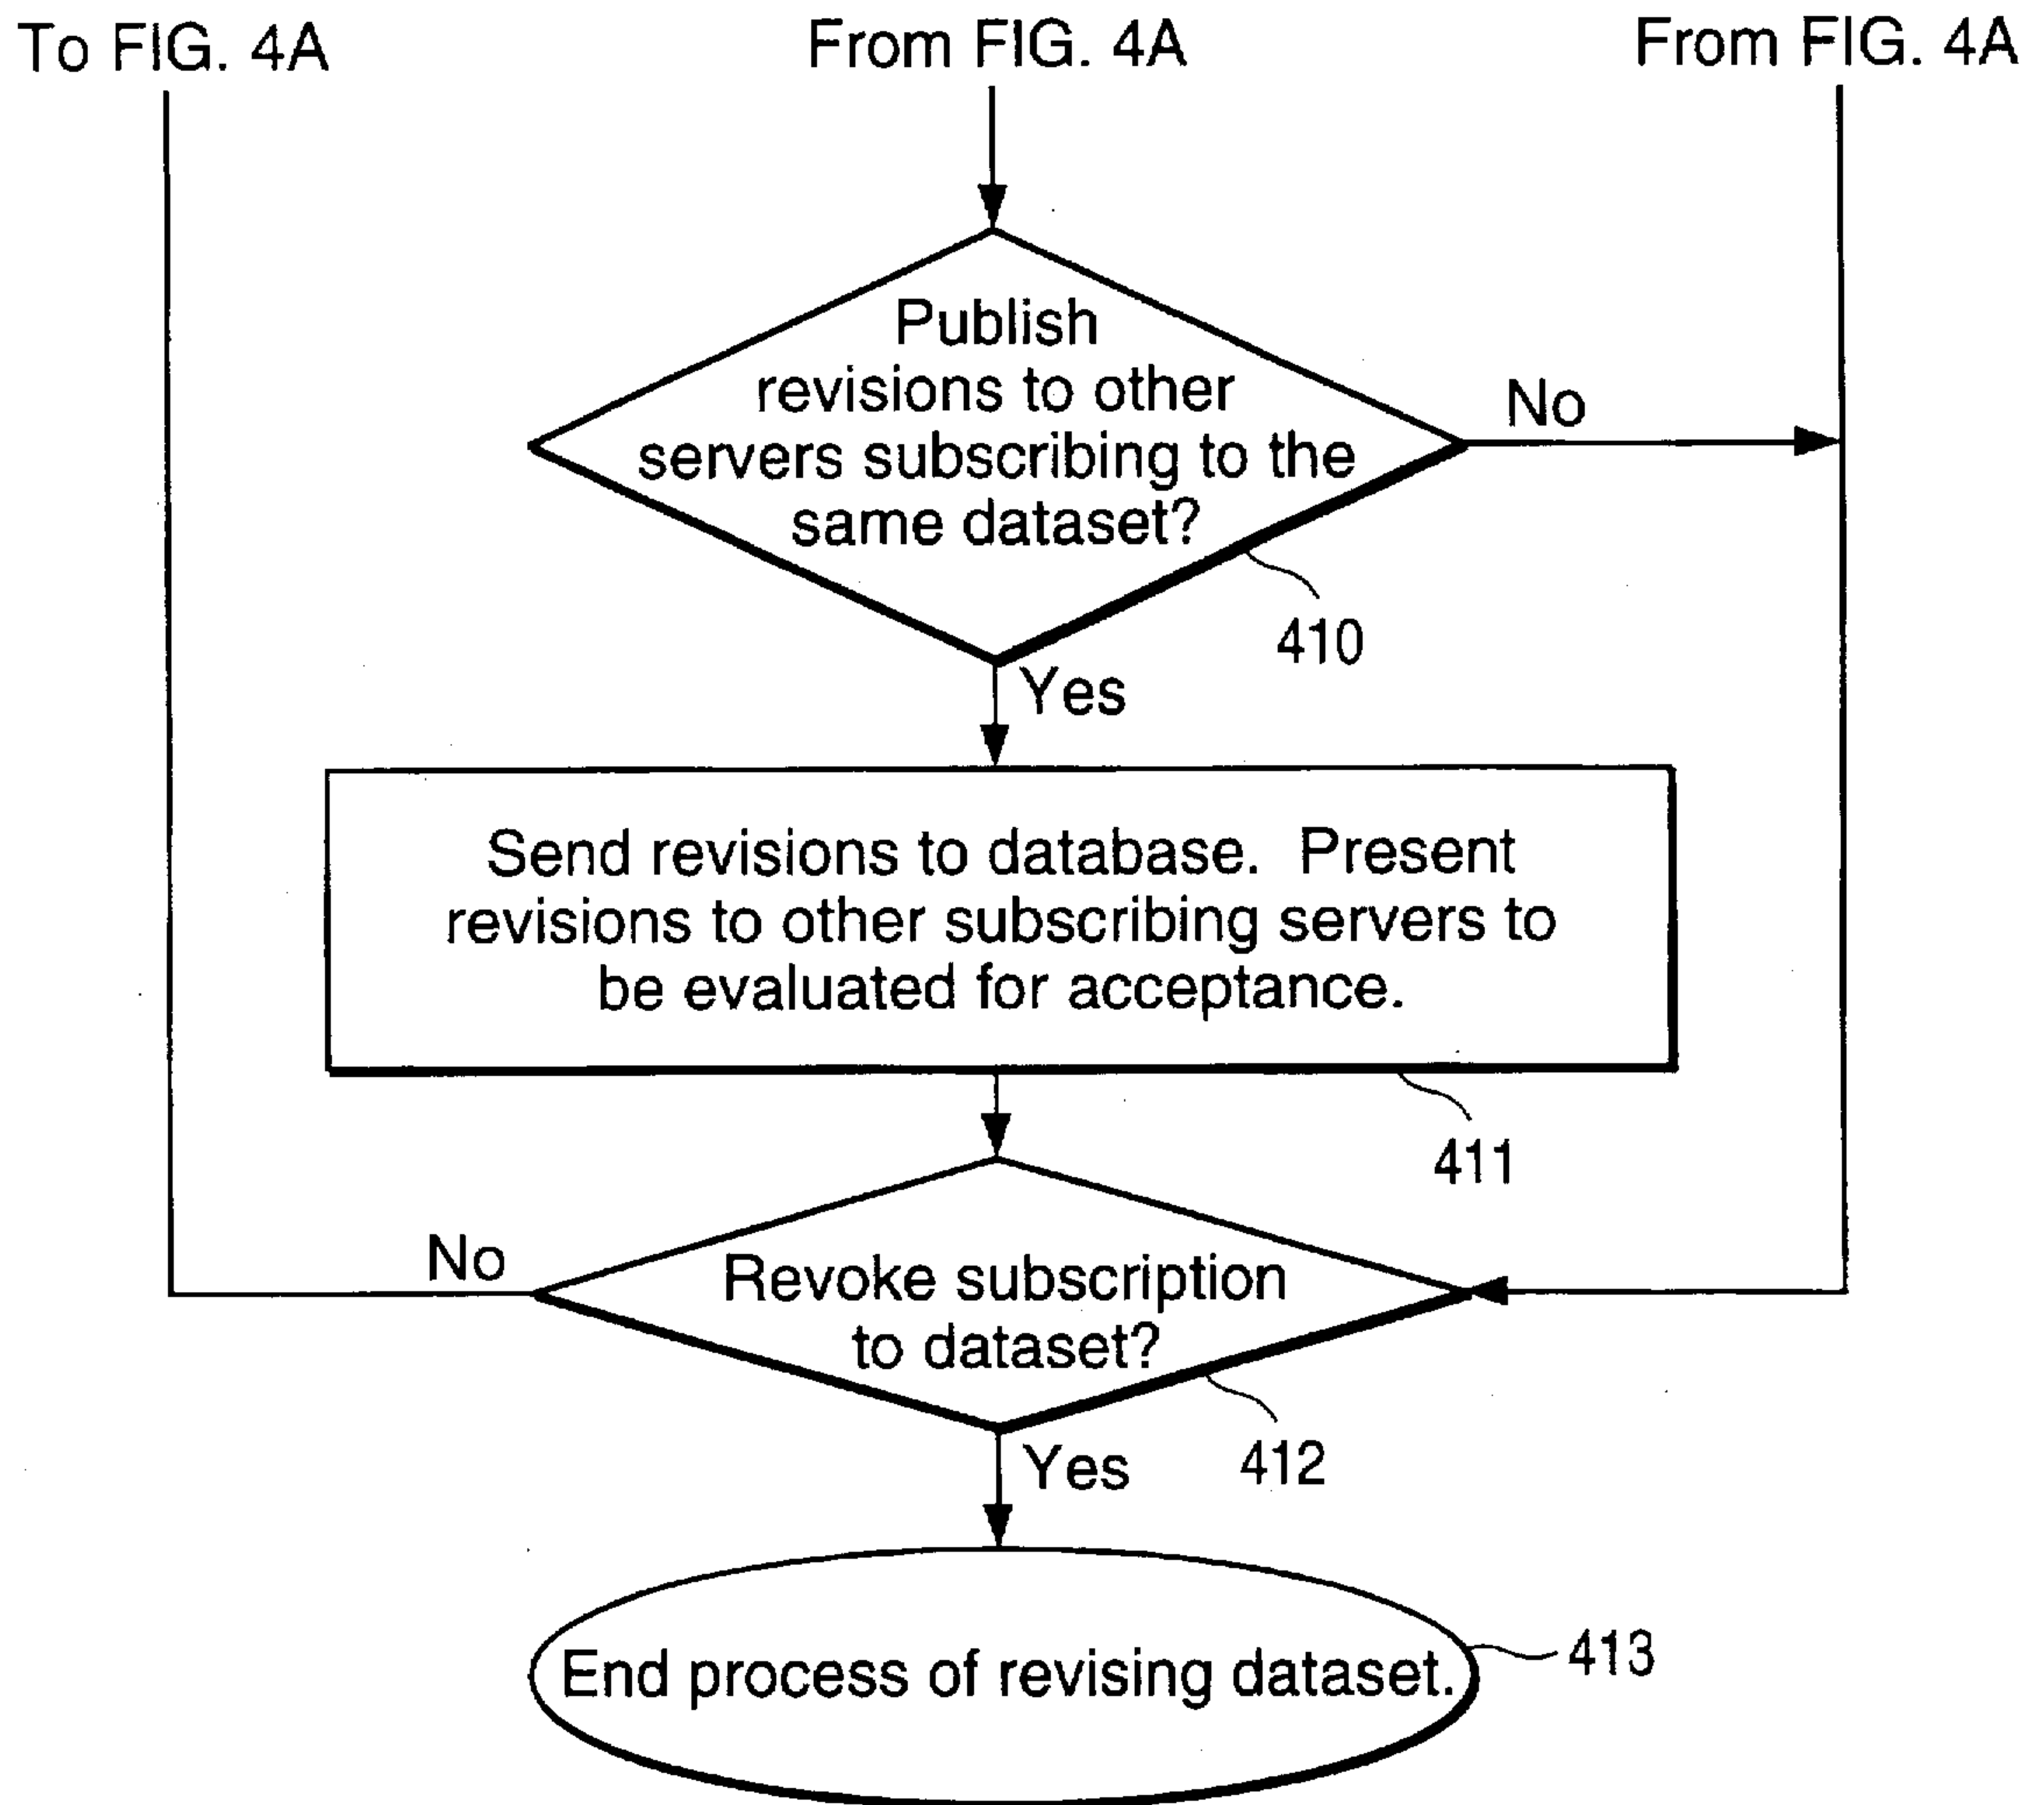 To FIG. 4A
From FIG. 4A
From FIG. 4A
Publish
revisions to other
servers subscribing to the
same dataset?
No
410
Yes
Send revisions to database. Present
revisions to other subscribing servers to
be evaluated for acceptance.
411
No
Revoke subscription
to dataset?
412
Yes
End process of revising dataset.
413